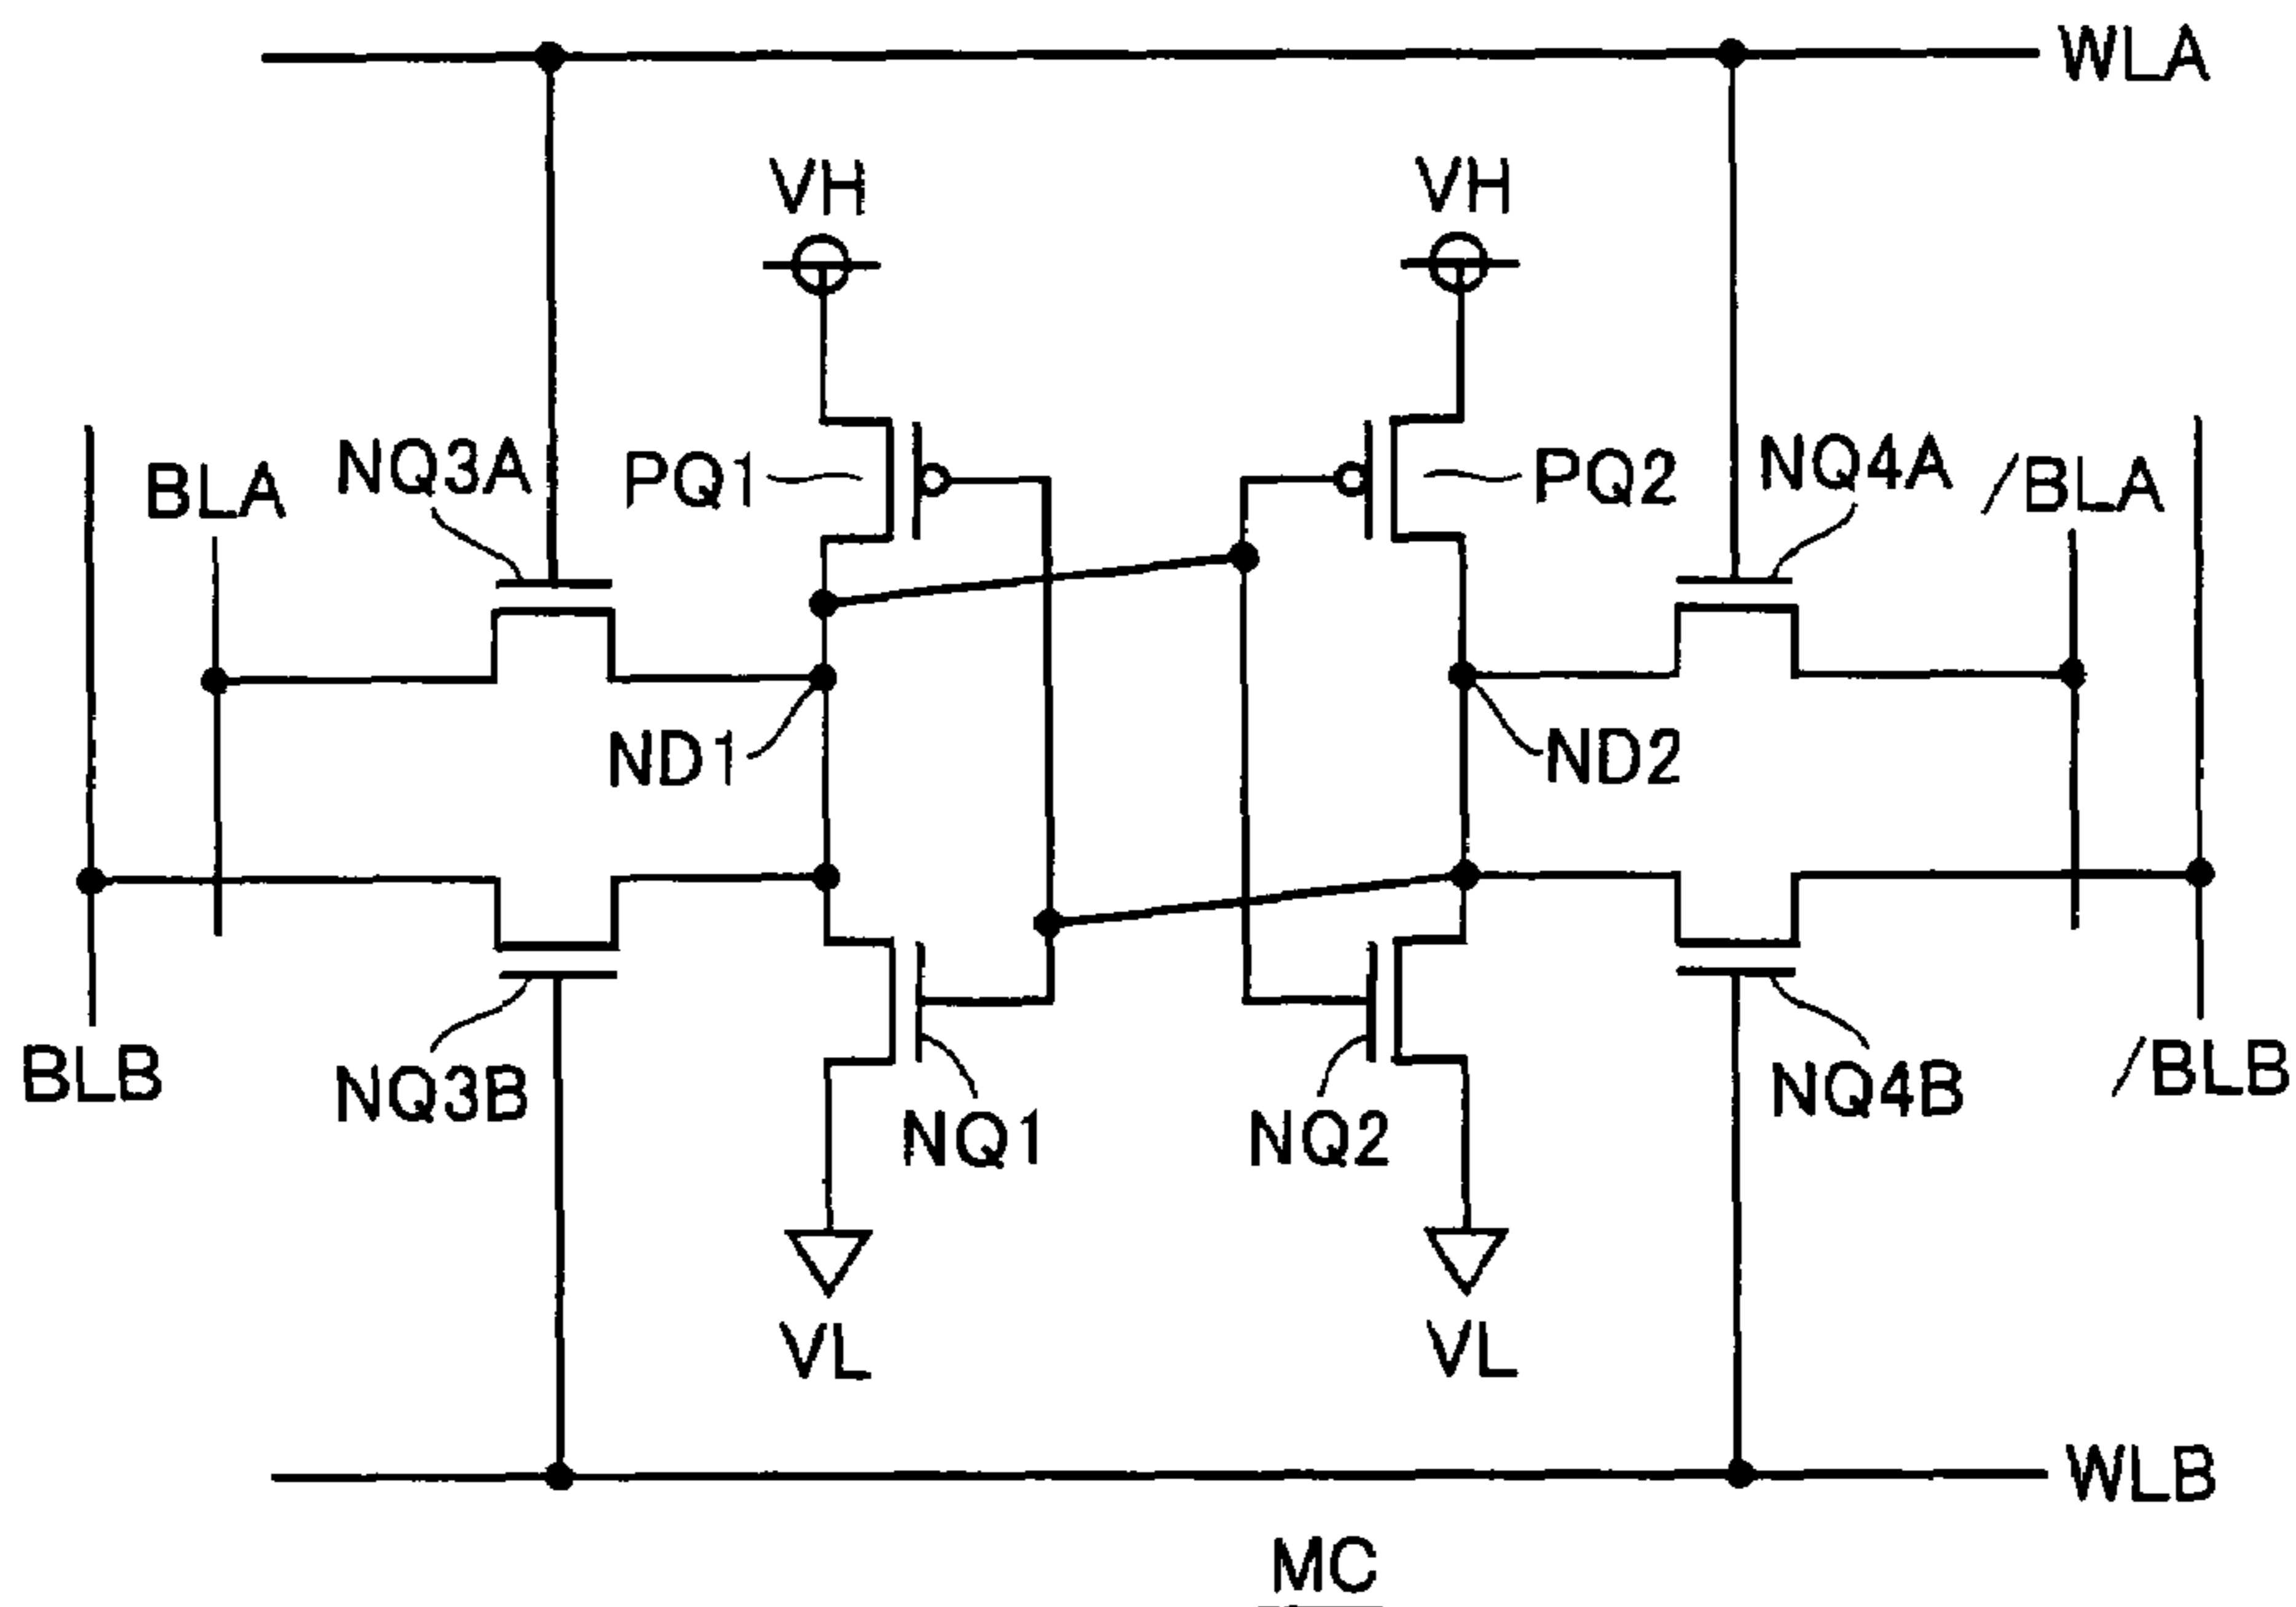 WLA
VH
VH
BLA
NQ3A
PQ1
PQ2
NQ4A
/BLA
ND1
ND2
BLB
NQ3B
NQ1
NQ2
NQ4B
/BLB
VL
VL
WLB
MC